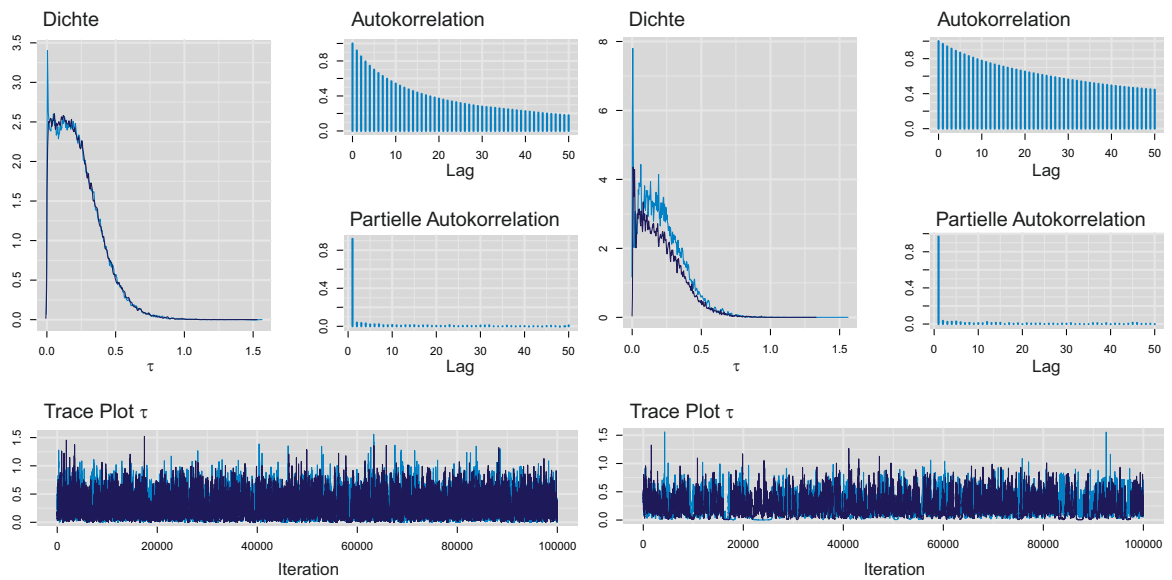 Dichte
Autokorrelation
Dichte
Autokorrelation
3.5
3.0
2.5
2.0
1.5
1.0
0.5
0.0
0.0 0.5 1.0 1.5
τ
0.8
0.4
0.0
0 10 20 30 40 50
Lag
Partielle Autokorrelation
0.8
0.4
0.0
0 10 20 30 40 50
Lag
8
6
4
2
0
0.0 0.5 1.0 1.5
τ
0.8
0.4
0.0
0 10 20 30 40 50
Lag
Partielle Autokorrelation
0.8
0.4
0.0
0 10 20 30 40 50
Lag
Trace Plot τ
1.5
1.0
0.5
0.0
0 20000 40000 60000 80000 100000
Iteration
Trace Plot τ
1.5
1.0
0.5
0.0
0 20000 40000 60000 80000 100000
Iteration